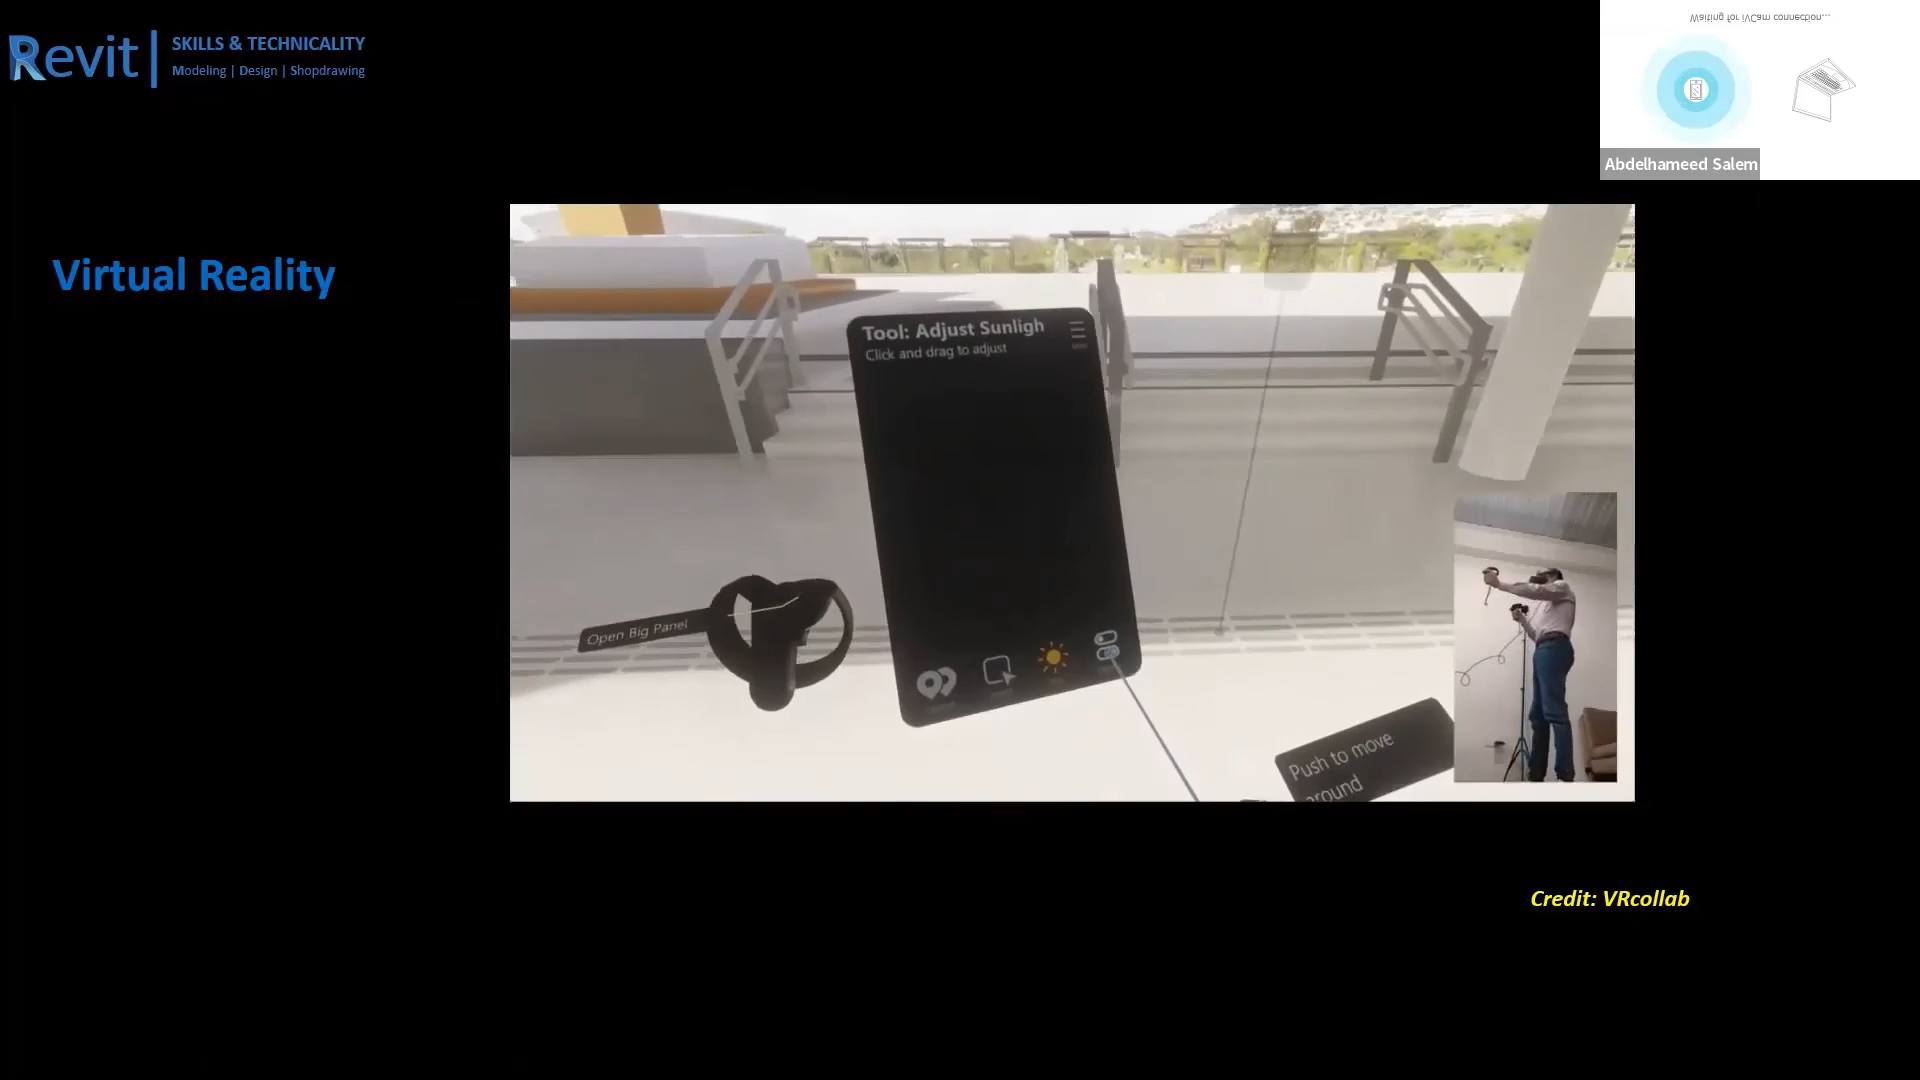 Revit
SKILLS & TECHNICALITY
Modeling | Design | Shopdrawing
Waiting for iVCam connection...
Abdelhameed Salem
Virtual Reality
Tool: Adjust Sunligh
Click and drag to adjust
Open Big Panel
Push to move
around
Credit: VRcollab